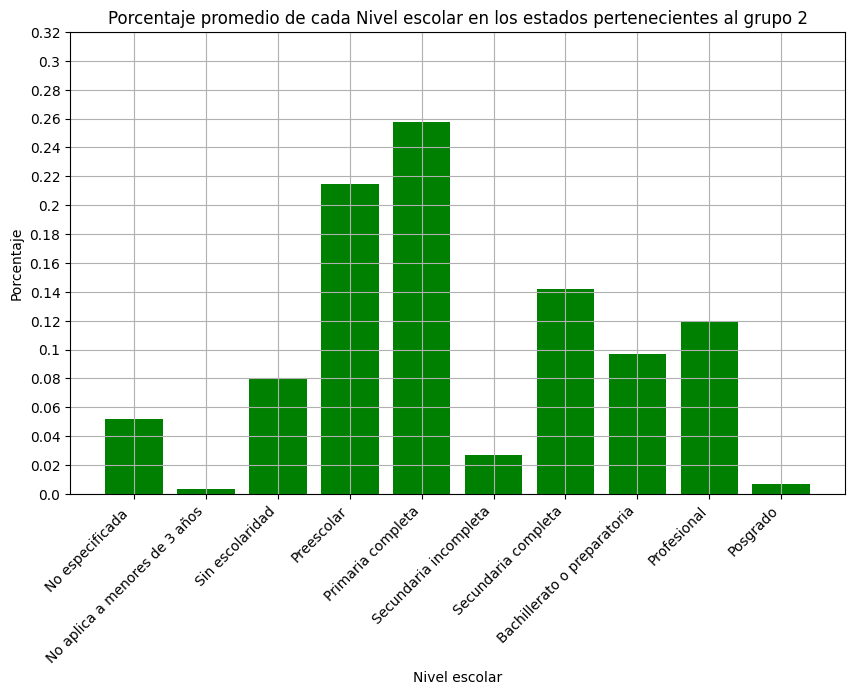 Porcentaje promedio de cada Nivel escolar en los estados pertenecientes al grupo 2
0.32
0.3
0.28
0.26
0.24
0.22
0.2
0.18
0.16
0.14
0.12
0.1
0.08
0.06
0.04
0.02
0.0
Porcentaje
No especificada
No aplica a menores de 3 años
Sin escolaridad
Preescolar
Primaria completa
Secundaria incompleta
Secundaria completa
Bachillerato o preparatoria
Profesional
Posgrado
Nivel escolar